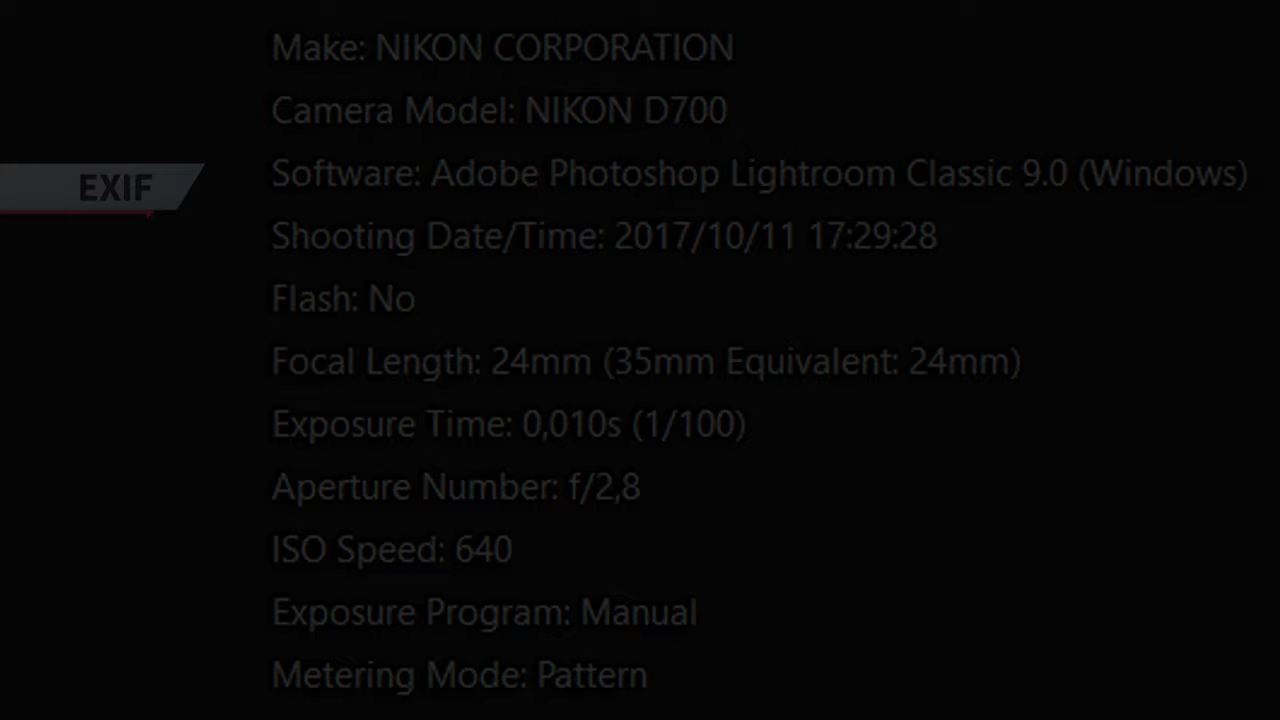 Make: NIKON CORPORATION
Camera Model: NIKON D700
EXIF
Software: Adobe Photoshop Lightroom Classic 9.0 (Windows)
Shooting Date/Time: 2017/10/11 17:29:28
Flash: No
Focal Length: 24mm (35mm Equivalent: 24mm)
Exposure Time: 0,010s (1/100)
Aperture Number: f/2,8
ISO Speed: 640
Exposure Program: Manual
Metering Mode: Pattern